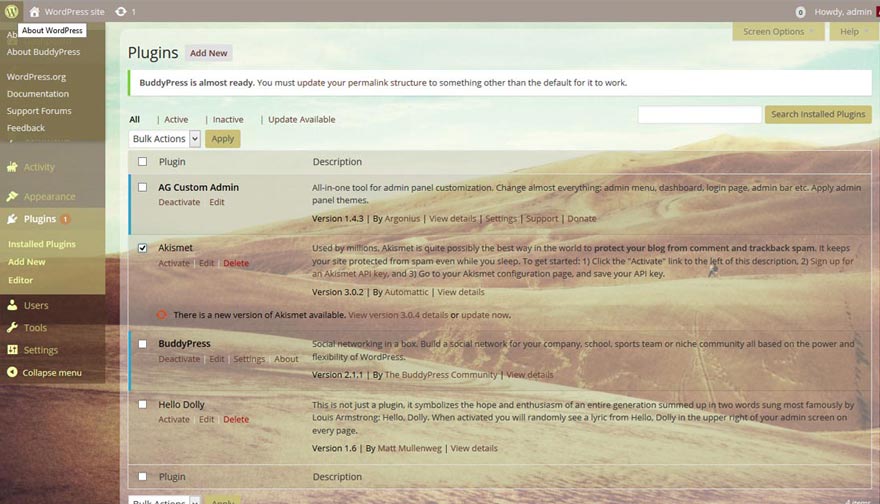 WordPress site 1 0 Howdy, admin
About WordPress
Ab
About BuddyPress
WordPress.org
Documentation
Support Forums
Feedback
Activity
Appearance
Plugins 1
Installed Plugins
Add New
Editor
Users
Tools
Settings
Collapse menu
Screen Options Help
Plugins Add New
BuddyPress is almost ready. You must update your permalink structure to something other than the default for it to work.
All | Active | Inactive | Update Available
Search Installed Plugins
Bulk Actions Apply
Plugin Description
AG Custom Admin
Deactivate Edit
All-in-one tool for admin panel customization. Change almost everything: admin menu, dashboard, login page, admin bar etc. Apply admin
panel themes.
Version 1.4.3 | By Argonius | View details | Settings | Support | Donate
Akismet
Activate | Edit | Delete
Used by millions, Akismet is quite possibly the best way in the world to protect your blog from comment and trackback spam. It keeps
your site protected from spam even while you sleep. To get started: 1) Click the "Activate" link to the left of this description, 2) Sign up for
an Akismet API key, and 3) Go to your Akismet configuration page, and save your API key.
Version 3.0.2 | By Automattic | View details
There is a new version of Akismet available. View version 3.0.4 details or update now.
BuddyPress
Deactivate | Edit | Settings | About
Social networking in a box. Build a social network for your company, school, sports team or niche community all based on the power and
flexibility of WordPress.
Version 2.1.1 | By The BuddyPress Community | View details
Hello Dolly
Activate | Edit | Delete
This is not just a plugin, it symbolizes the hope and enthusiasm of an entire generation summed up in two words sung most famously by
Louis Armstrong: Hello, Dolly. When activated you will randomly see a lyric from Hello, Dolly in the upper right of your admin screen on
every page.
Version 1.6 | By Matt Mullenweg | View details
Plugin Description
Bulk Actions Apply
4 items